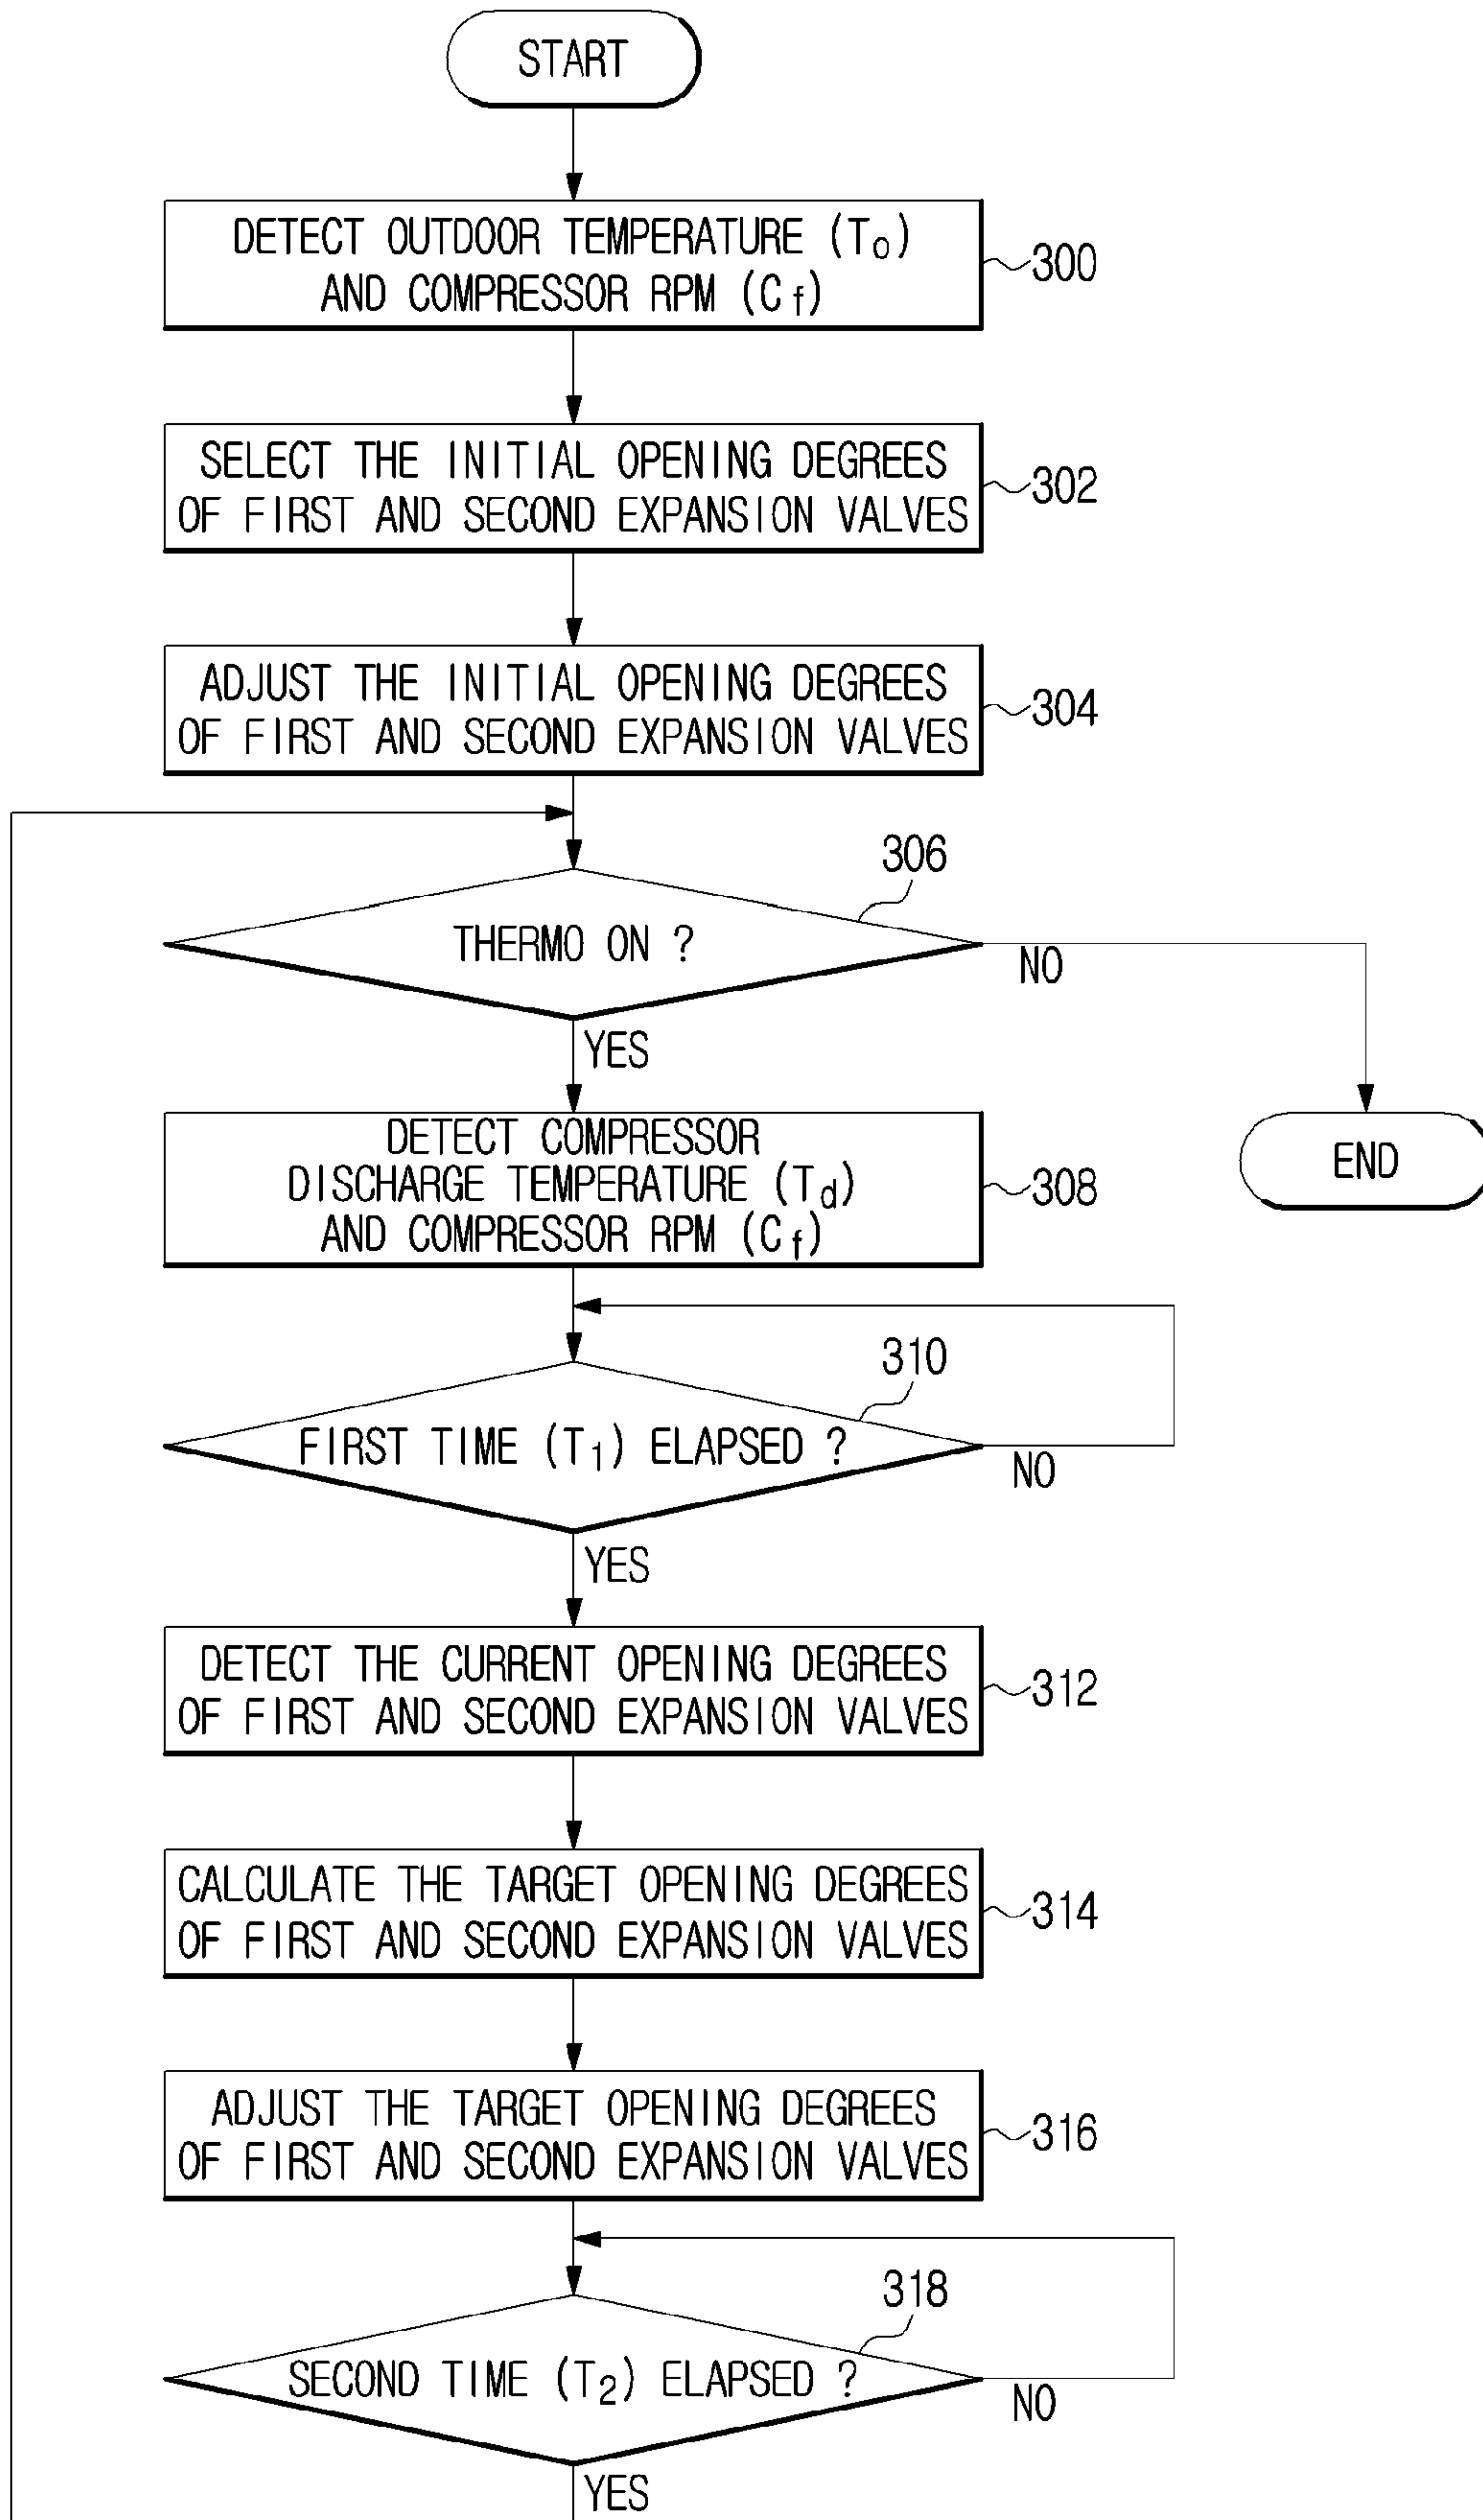 START
DETECT OUTDOOR TEMPERATURE (To)
AND COMPRESSOR RPM (Cf)
300
SELECT THE INITIAL OPENING DEGREES
OF FIRST AND SECOND EXPANSION VALVES
302
ADJUST THE INITIAL OPENING DEGREES
OF FIRST AND SECOND EXPANSION VALVES
304
306
THERMO ON ?
NO
YES
DETECT COMPRESSOR
DISCHARGE TEMPERATURE (Td)
AND COMPRESSOR RPM (Cf)
308
END
310
FIRST TIME (T1) ELAPSED ?
NO
YES
DETECT THE CURRENT OPENING DEGREES
OF FIRST AND SECOND EXPANSION VALVES
312
CALCULATE THE TARGET OPENING DEGREES
OF FIRST AND SECOND EXPANSION VALVES
314
ADJUST THE TARGET OPENING DEGREES
OF FIRST AND SECOND EXPANSION VALVES
316
318
SECOND TIME (T2) ELAPSED ?
NO
YES